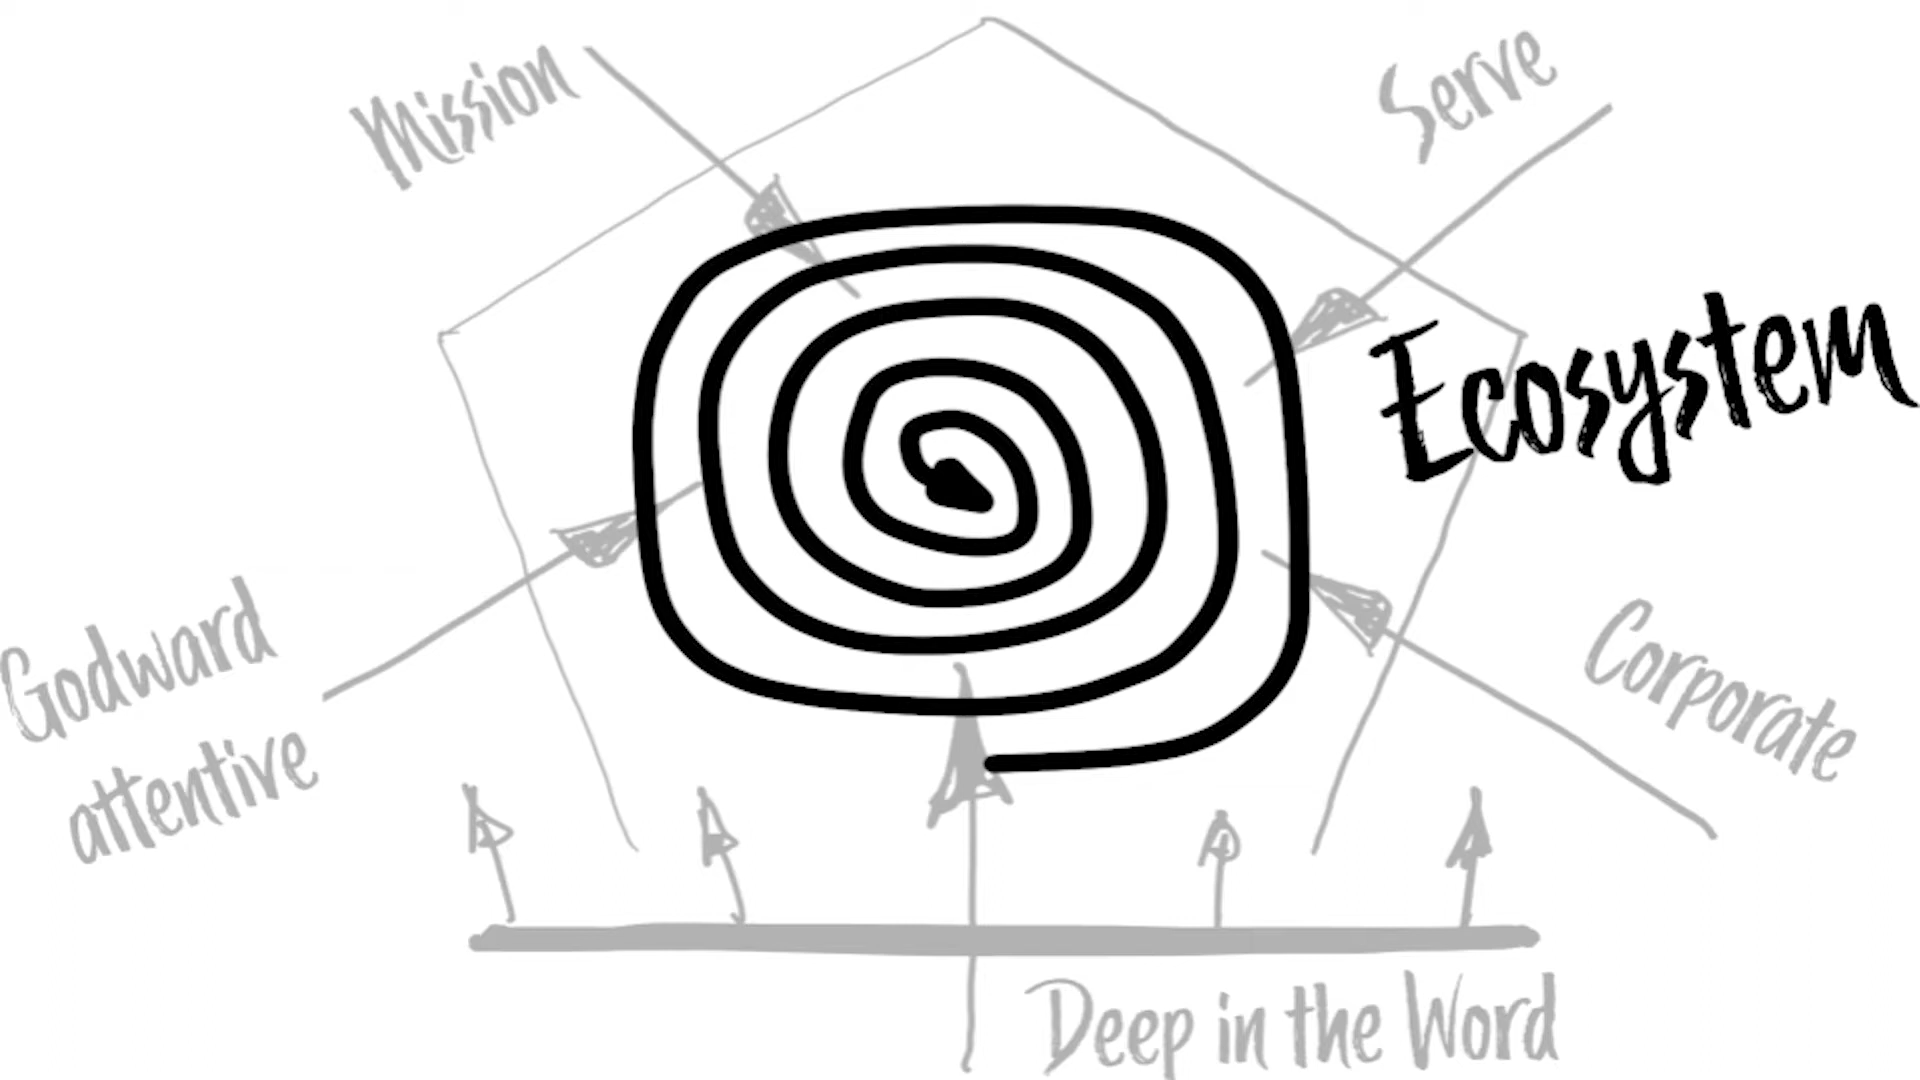 Mission
Serve
Ecosystem
Godward
attentive
Corporate
Deep in the Word